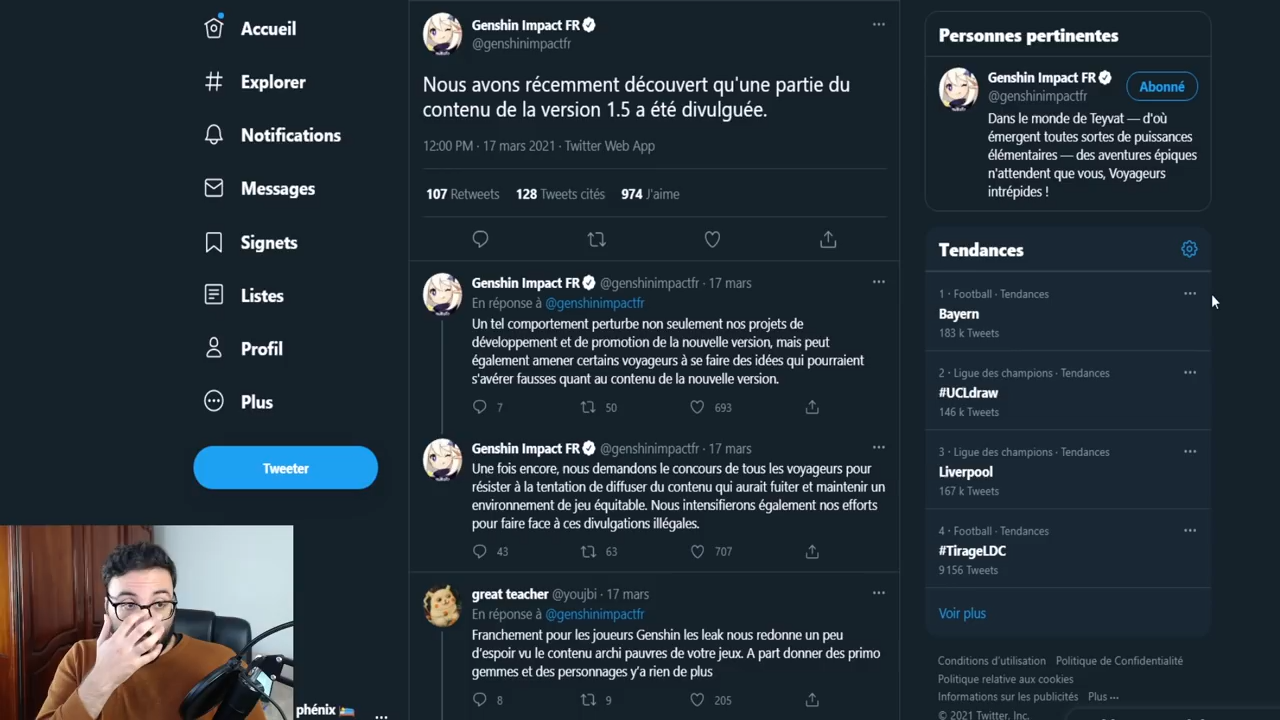 Accueil
Explorer
Notifications
Messages
Signets
Listes
Profil
Plus
Tweeter
phénix
Genshin Impact FR
@genshinimpactfr
Nous avons récemment découvert qu'une partie du
contenu de la version 1.5 a été divulguée.
12:00 PM · 17 mars 2021 · Twitter Web App
107 Retweets 128 Tweets cités 974 J'aime
Genshin Impact FR @genshinimpactfr · 17 mars
En réponse à @genshinimpactfr
Un tel comportement perturbe non seulement nos projets de
développement et de promotion de la nouvelle version, mais peut
également amener certains voyageurs à se faire des idées qui pourraient
s'avérer fausses quant au contenu de la nouvelle version.
7 50 693
Genshin Impact FR @genshinimpactfr · 17 mars
Une fois encore, nous demandons le concours de tous les voyageurs pour
résister à la tentation de diffuser du contenu qui aurait fuiter et maintenir un
environnement de jeu équitable. Nous intensifierons également nos efforts
pour faire face à ces divulgations illégales.
43 63 707
great teacher @youjbi · 17 mars
En réponse à @genshinimpactfr
Franchement pour les joueurs Genshin les leak nous redonne un peu
d'espoir vu le contenu archi pauvres de votre jeux. A part donner des primo
gemmes et des personnages y'a rien de plus
8 9 205
Personnes pertinentes
Genshin Impact FR
@genshinimpactfr
Abonné
Dans le monde de Teyvat — d'où
émergent toutes sortes de puissances
élémentaires — des aventures épiques
n'attendent que vous, Voyageurs
intrépides !
Tendances
1 · Football · Tendances
Bayern
183 k Tweets
2 · Ligue des champions · Tendances
#UCLdraw
146 k Tweets
3 · Ligue des champions · Tendances
Liverpool
167 k Tweets
4 · Football · Tendances
#TirageLDC
9 156 Tweets
Voir plus
Conditions d'utilisation Politique de Confidentialité
Politique relative aux cookies
Informations sur les publicités Plus ···
© 2021 Twitter, Inc.